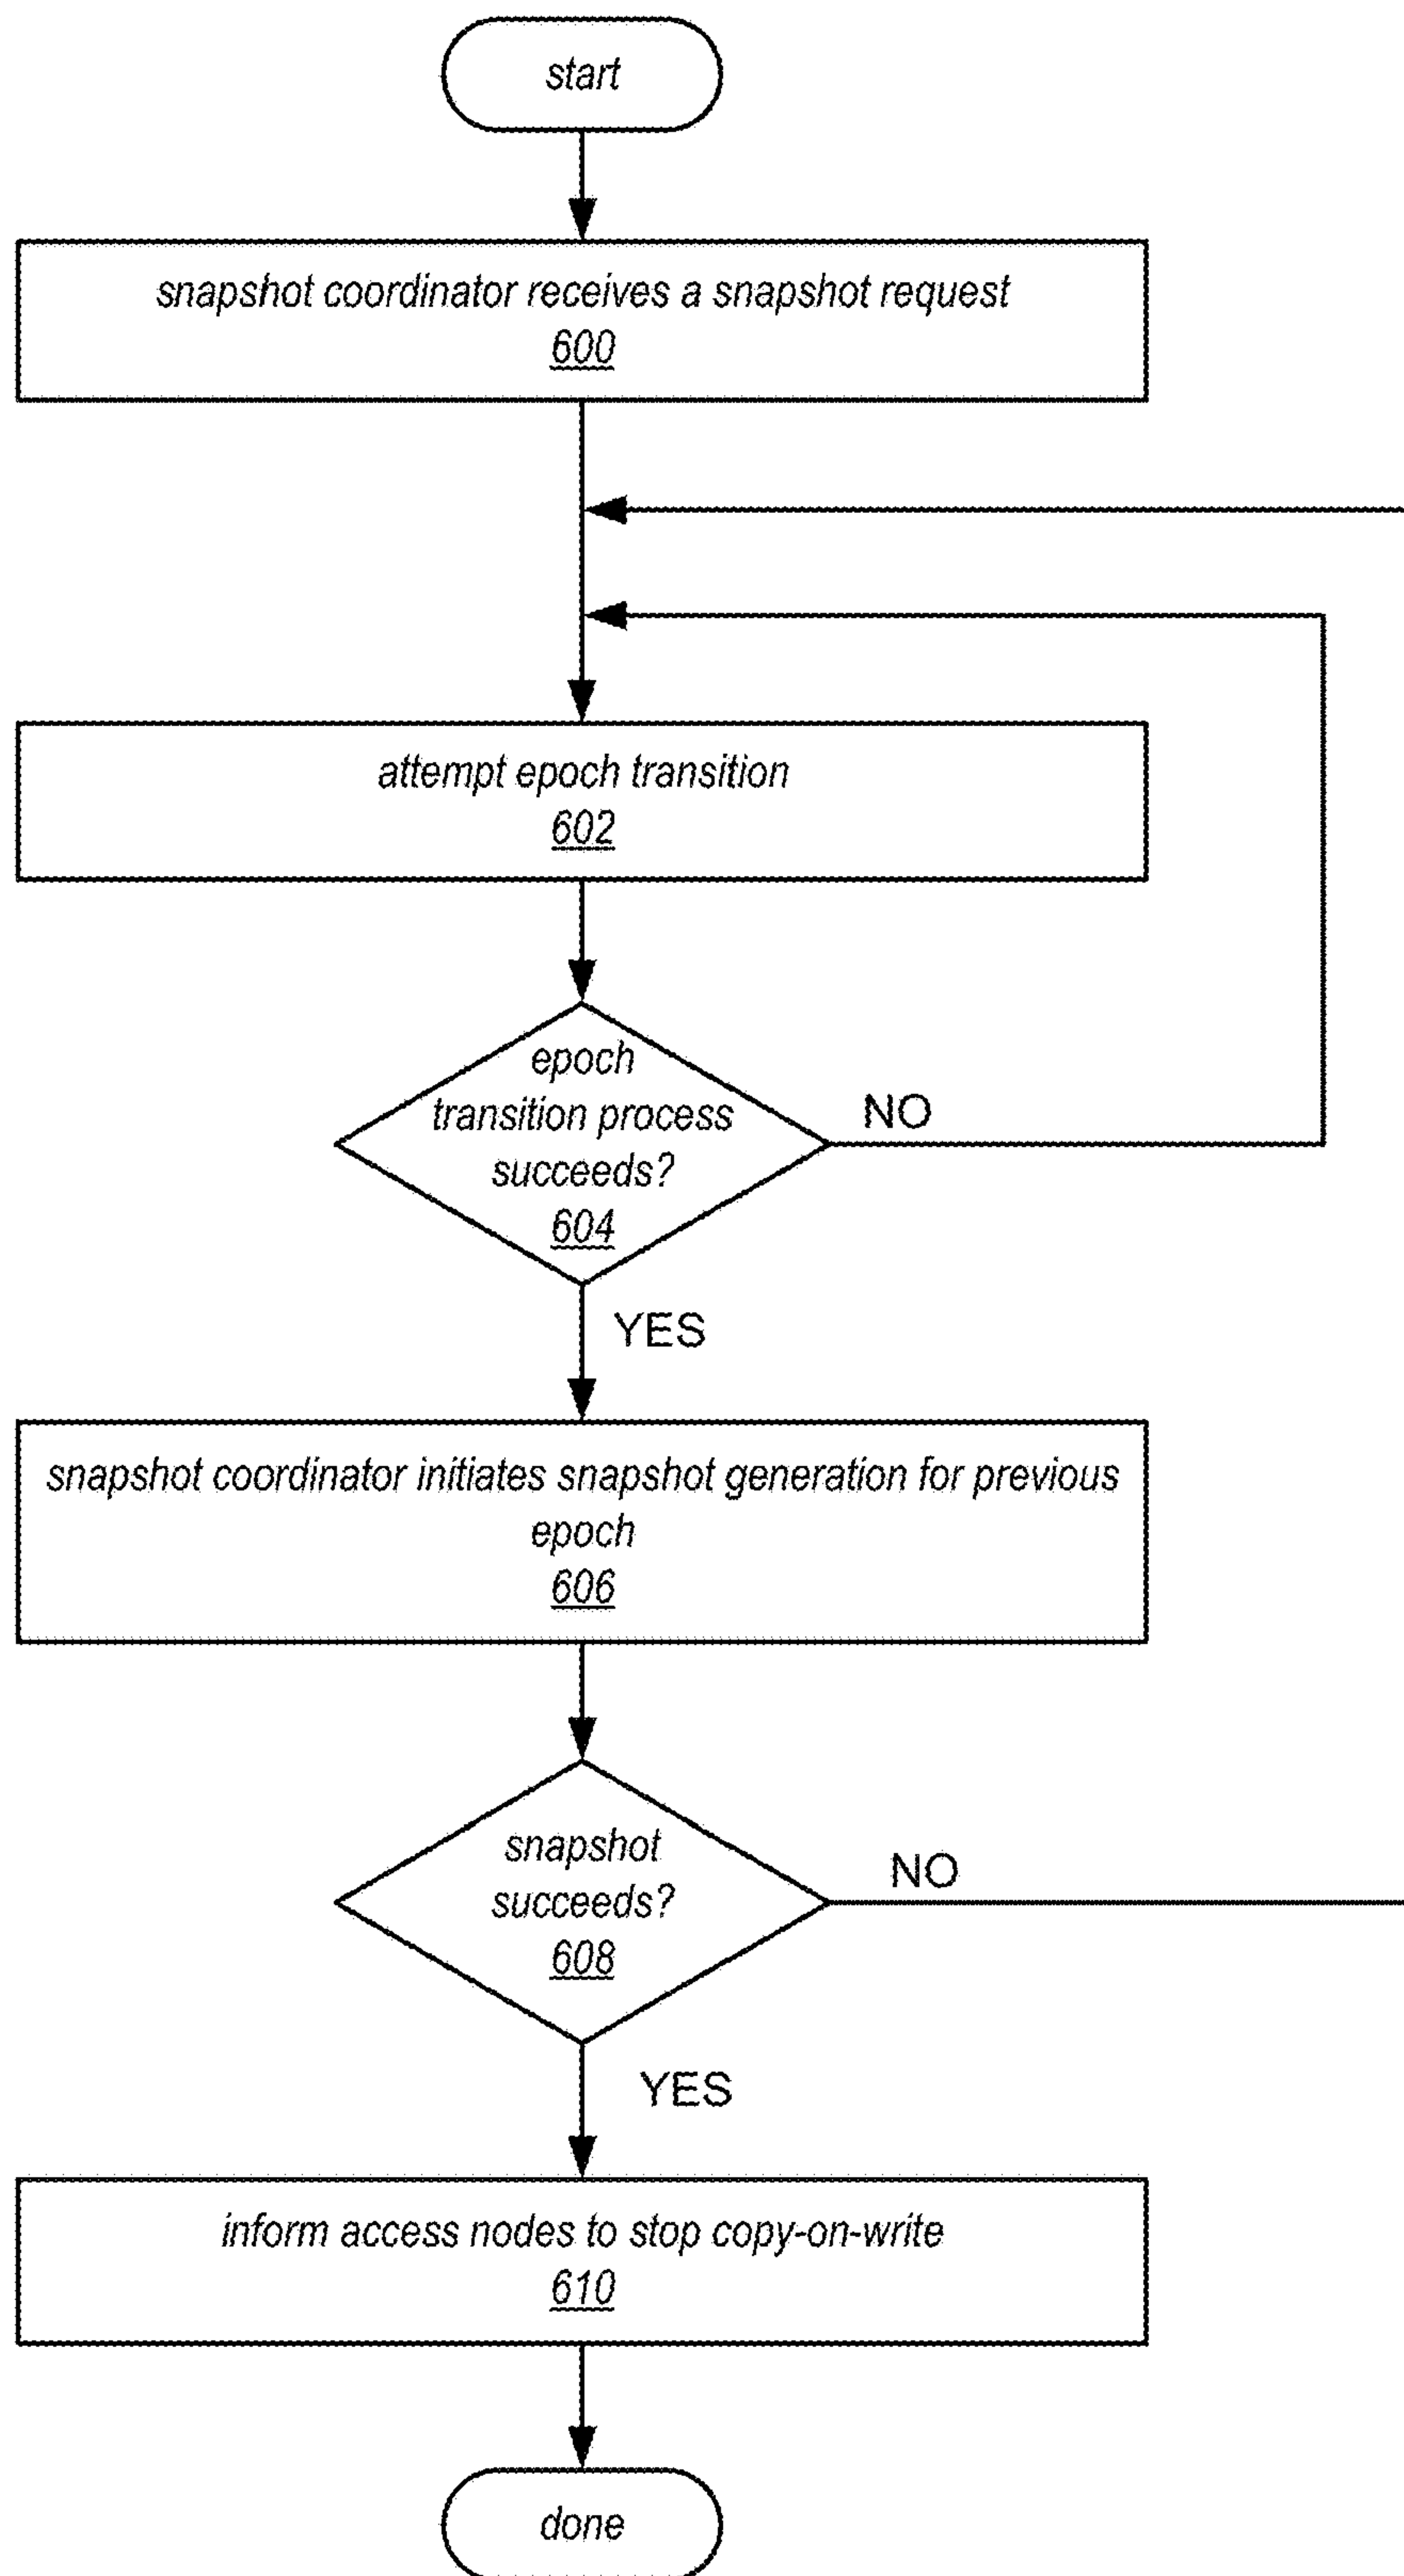 start
snapshot coordinator receives a snapshot request
600
attempt epoch transition
602
epoch
transition process
succeeds?
604
NO
YES
snapshot coordinator initiates snapshot generation for previous
epoch
606
snapshot
succeeds?
608
NO
YES
inform access nodes to stop copy-on-write
610
done